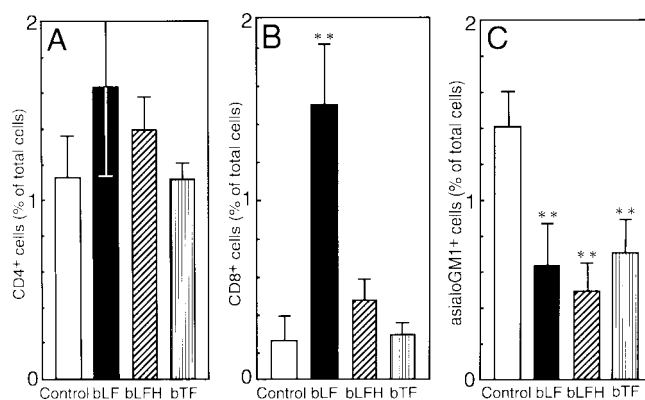 A
CD4+ cells (% of total cells)
2
1
0
Control bLF bLFH bTF
B
CD8+ cells (% of total cells)
2
1
0
**
Control bLF bLFH bTF
C
asialoGM1+ cells (% of total cells)
2
1
0
** ** **
Control bLF bLFH bTF